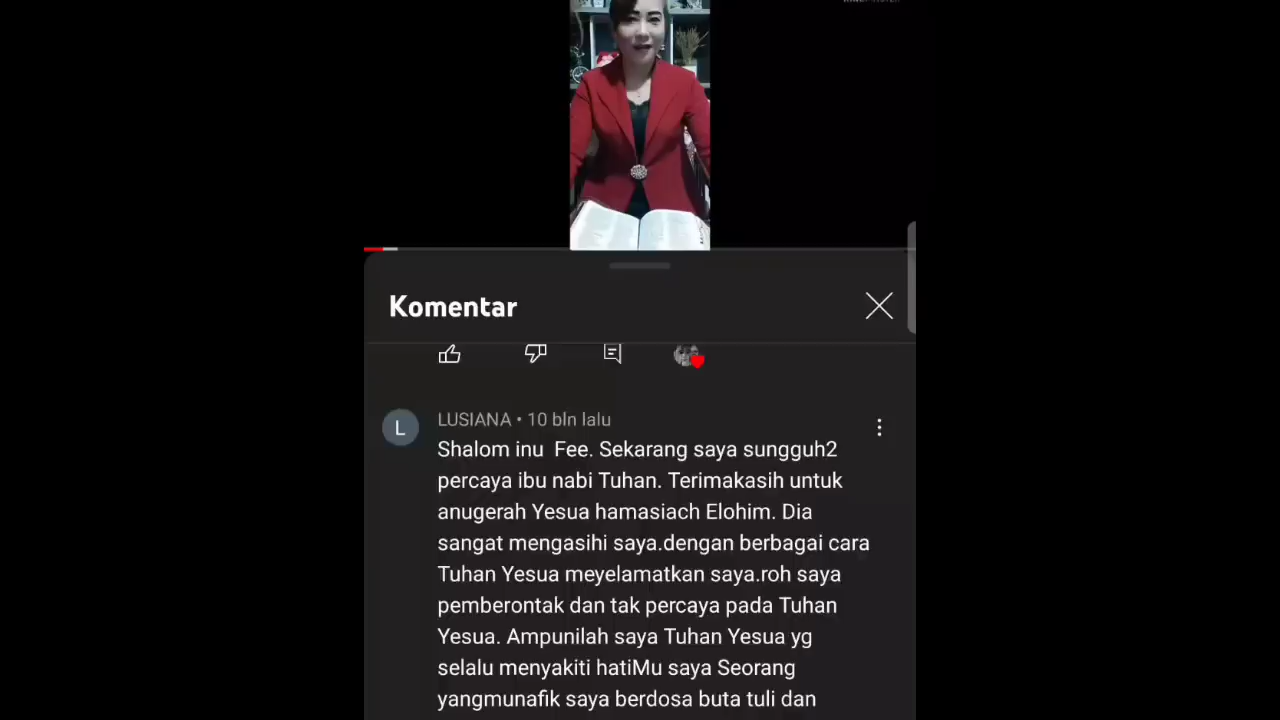 Komentar
L
LUSIANA • 10 bln lalu
Shalom inu Fee. Sekarang saya sungguh2
percaya ibu nabi Tuhan. Terimakasih untuk
anugerah Yesua hamasiach Elohim. Dia
sangat mengasihi saya.dengan berbagai cara
Tuhan Yesua meyelamatkan saya.roh saya
pemberontak dan tak percaya pada Tuhan
Yesua. Ampunilah saya Tuhan Yesua yg
selalu menyakiti hatiMu saya Seorang
yangmunafik saya berdosa buta tuli dan